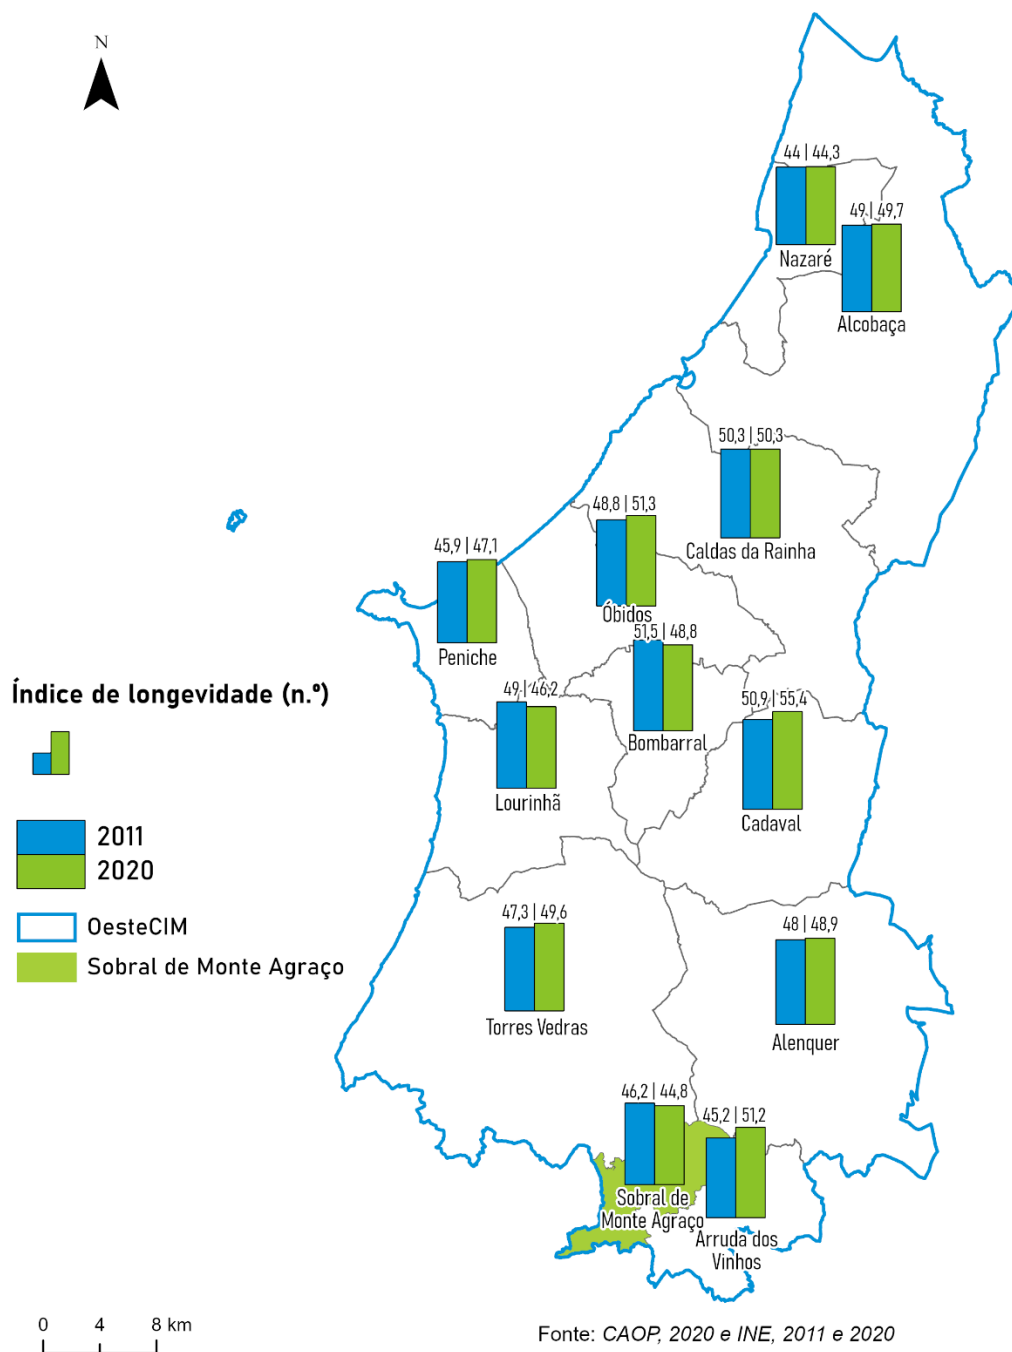 N
44 | 44,3
Nazaré
49 | 49,7
Alcobaça
50,3 | 50,3
Caldas da Rainha
48,8 | 51,3
Óbidos
45,9 | 47,1
Peniche
51,5 | 48,8
Bombarral
49 | 46,2
Lourinhã
50,9 | 55,4
Cadaval
Índice de longevidade (n.º)
2011
2020
OesteCIM
Sobral de Monte Agraço
47,3 | 49,6
Torres Vedras
48 | 48,9
Alenquer
46,2 | 44,8
Sobral de
Monte Agraço
45,2 | 51,2
Arruda dos
Vinhos
0 4 8 km
Fonte: CAOP, 2020 e INE, 2011 e 2020